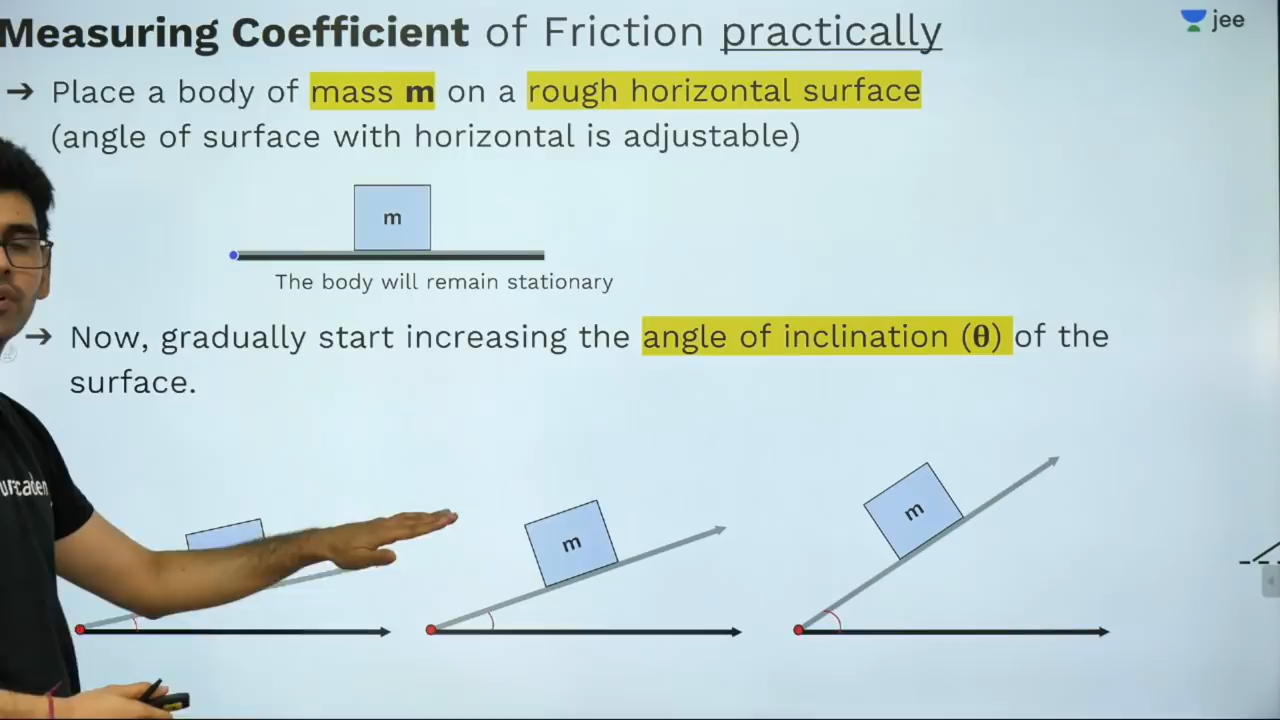 Measuring Coefficient of Friction practically
jee
→ Place a body of mass m on a rough horizontal surface
(angle of surface with horizontal is adjustable)
m
The body will remain stationary
→ Now, gradually start increasing the angle of inclination (θ) of the
surface.
m
m